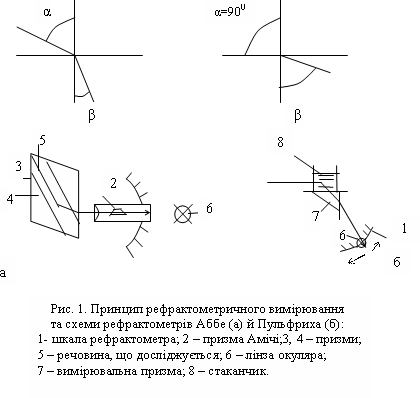 α
α=90⁰
β
β
5
8
3
2
4
6
7
6
1
а
б
Рис. 1. Принцип рефрактометричного вимірювання
та схеми рефрактометрів Аббе (а) й Пульфриха (б):
1- шкала рефрактометра; 2 – призма Амічі;3, 4 – призми;
5 – речовина, що досліджується; 6 – лінза окуляра;
7 – вимірювальна призма; 8 – стаканчик.